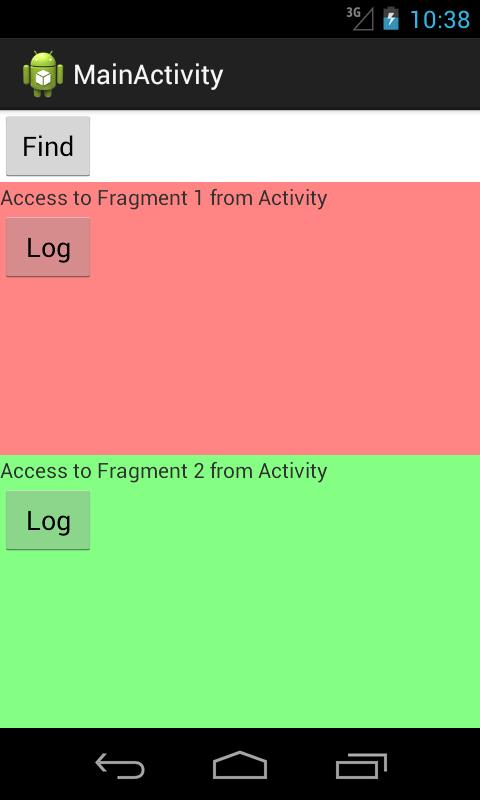 3G 10:38
MainActivity
Find
Access to Fragment 1 from Activity
Log
Access to Fragment 2 from Activity
Log